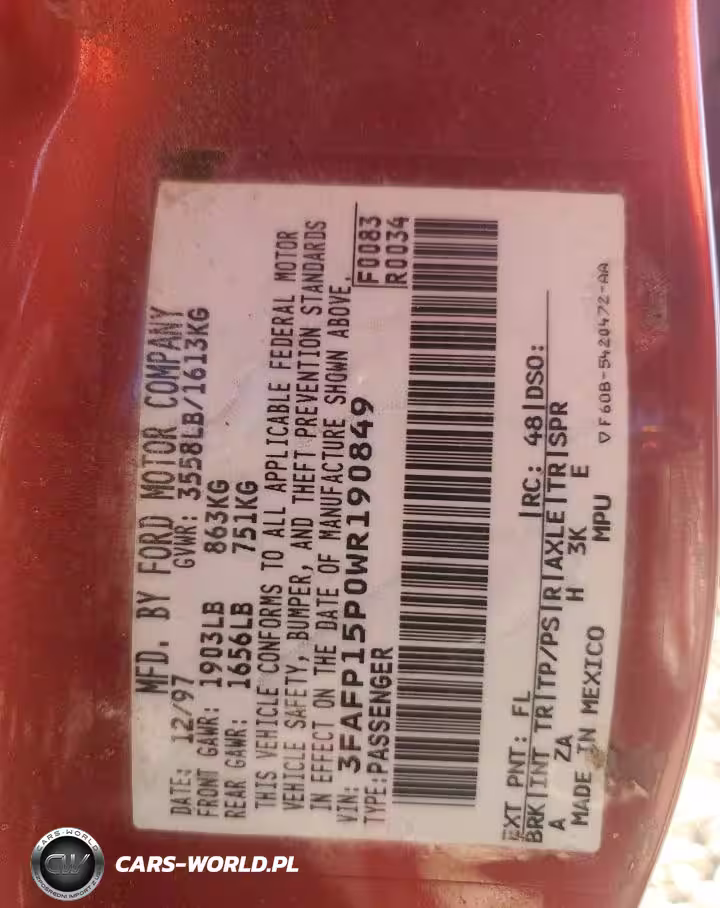 MFD. BY FORD MOTOR COMPANY
DATE: 12/97 GVWR: 3558LB/1613KG
FRONT GAWR: 1903LB 863KG
REAR GAWR: 1656LB 751KG
THIS VEHICLE CONFORMS TO ALL APPLICABLE FEDERAL MOTOR
VEHICLE SAFETY, BUMPER, AND THEFT PREVENTION STANDARDS
IN EFFECT ON THE DATE OF MANUFACTURE SHOWN ABOVE.
VIN: 3FAFP15P0WR190849 F0083
TYPE: PASSENGER R0034
EXT PNT: FL RC: 48 DSO:
BRK INT TR TP/PS R AXLE TR SPR
A ZA H 3K E
MADE IN MEXICO MPU
▽F60B-5420472-AA
CARS-WORLD
CW
CARS-WORLD.PL